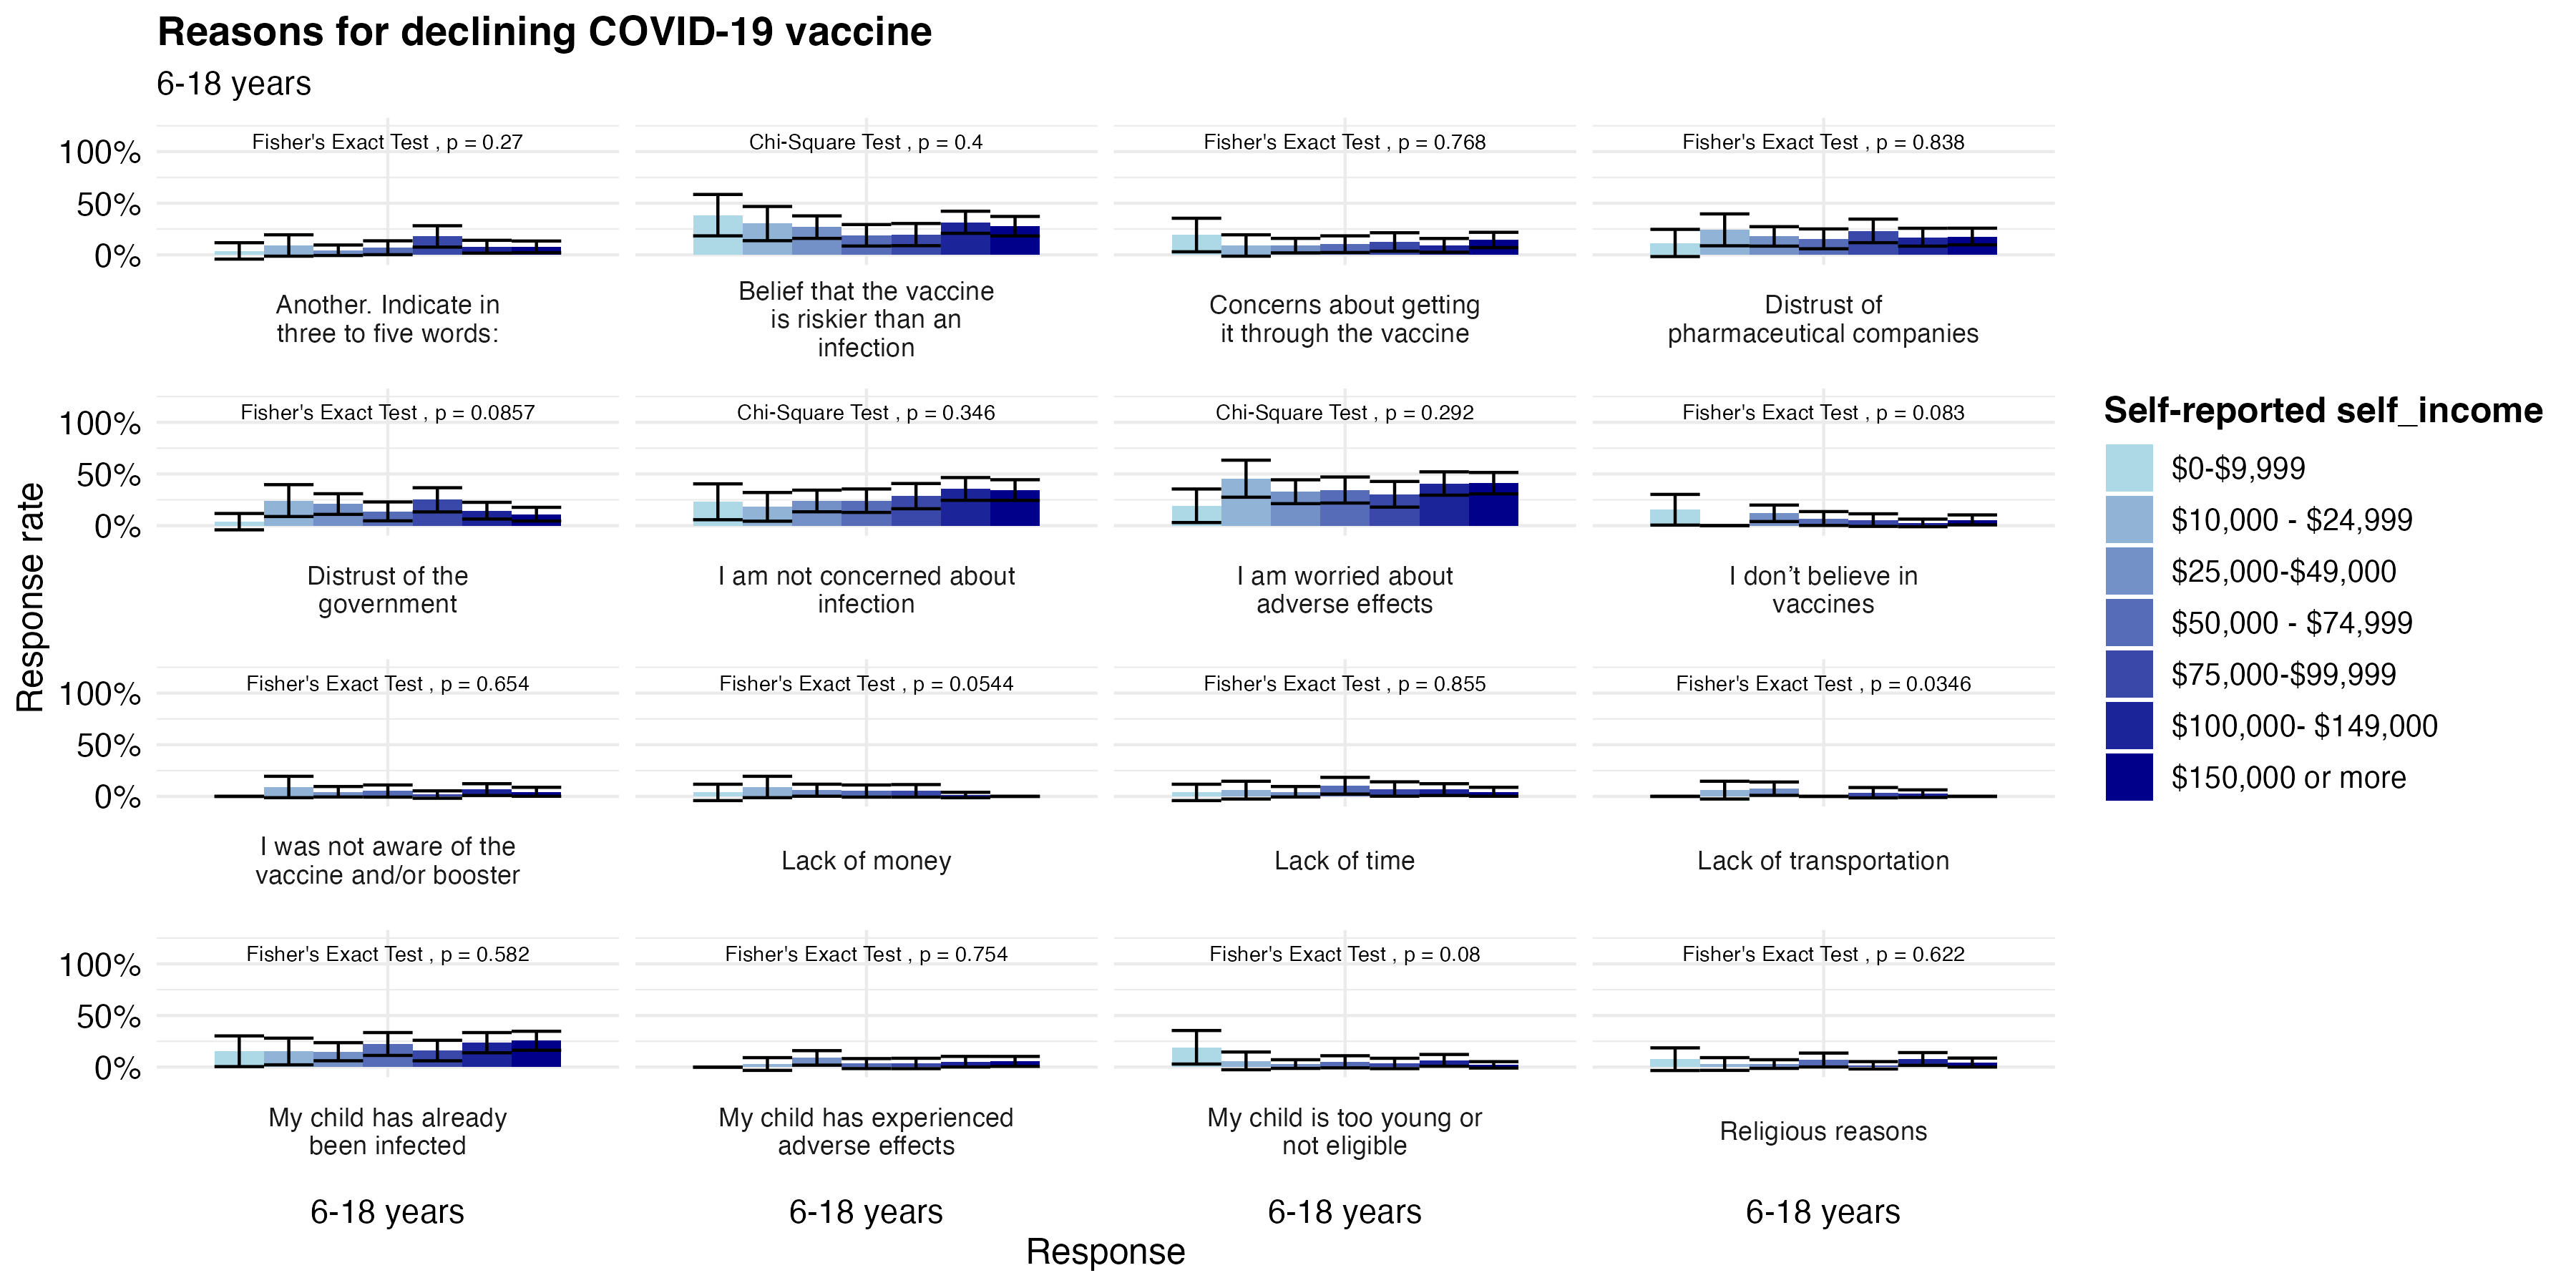 Reasons for declining COVID-19 vaccine
6-18 years
Response rate
100%
50%
0%
Fisher's Exact Test , p = 0.27
Another. Indicate in
three to five words:
Chi-Square Test , p = 0.4
Belief that the vaccine
is riskier than an
infection
Fisher's Exact Test , p = 0.768
Concerns about getting
it through the vaccine
Fisher's Exact Test , p = 0.838
Distrust of
pharmaceutical companies
100%
50%
0%
Fisher's Exact Test , p = 0.0857
Distrust of the
government
Chi-Square Test , p = 0.346
I am not concerned about
infection
Chi-Square Test , p = 0.292
I am worried about
adverse effects
Fisher's Exact Test , p = 0.083
I don’t believe in
vaccines
100%
50%
0%
Fisher's Exact Test , p = 0.654
I was not aware of the
vaccine and/or booster
Fisher's Exact Test , p = 0.0544
Lack of money
Fisher's Exact Test , p = 0.855
Lack of time
Fisher's Exact Test , p = 0.0346
Lack of transportation
100%
50%
0%
Fisher's Exact Test , p = 0.582
My child has already
been infected
Fisher's Exact Test , p = 0.754
My child has experienced
adverse effects
Fisher's Exact Test , p = 0.08
My child is too young or
not eligible
Fisher's Exact Test , p = 0.622
Religious reasons
6-18 years
6-18 years
6-18 years
6-18 years
Response
Self-reported self_income
$0-$9,999
$10,000 - $24,999
$25,000-$49,000
$50,000 - $74,999
$75,000-$99,999
$100,000- $149,000
$150,000 or more